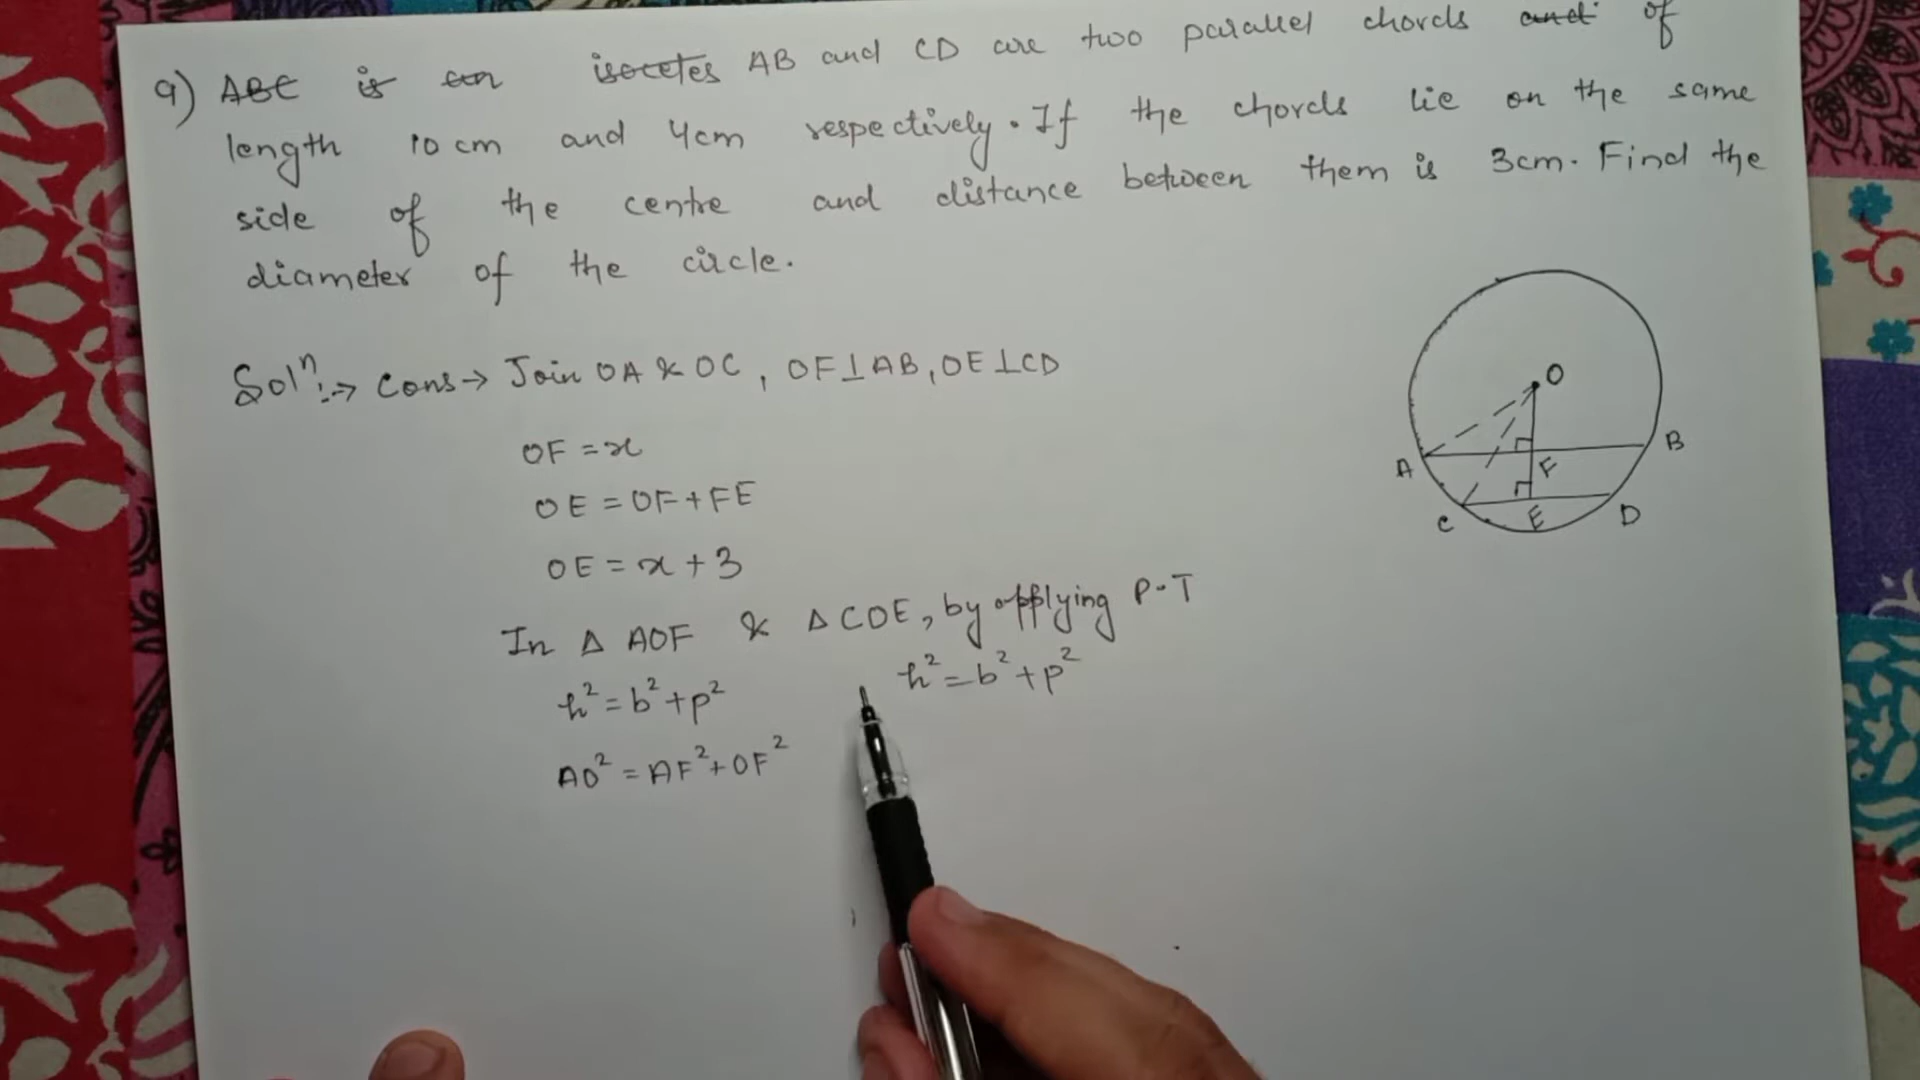 9) ABC is an isoceles AB and CD are two parallel chords and of
length 10 cm and 4cm respectively. If the chords lie on the same
side of the centre and distance between them is 3cm. Find the
diameter of the circle.
Solⁿ:→ Cons→ Join OA & OC, OF⊥AB, OE⊥CD
OF = x
OE = OF + FE
OE = x + 3
In Δ AOF & Δ COE, by applying P.T
h² = b² + p² h² = b² + p²
AO² = AF² + OF²
O
A F B
C E D